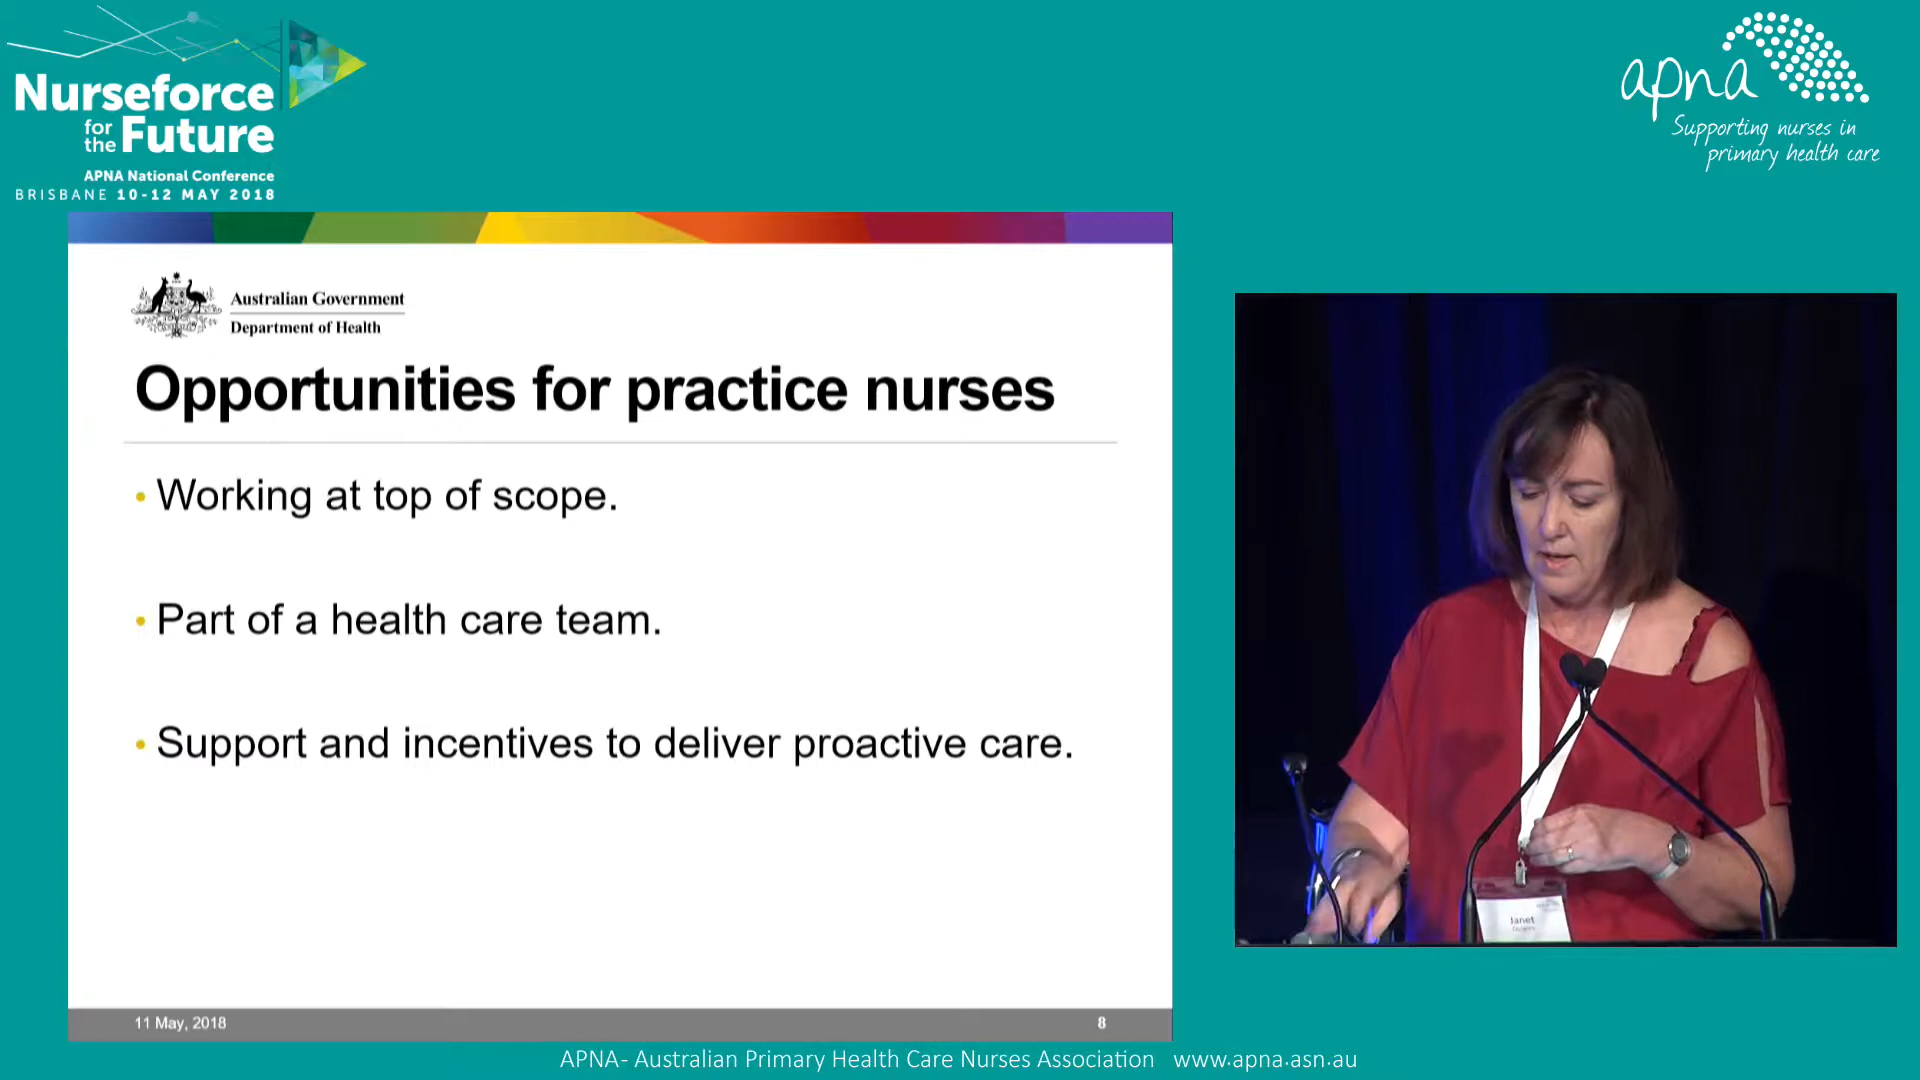 Nurseforce
for
the Future
APNA National Conference
BRISBANE 10-12 MAY 2018
apna
Supporting nurses in
primary health care
Australian Government
Department of Health
Opportunities for practice nurses
• Working at top of scope.
• Part of a health care team.
• Support and incentives to deliver proactive care.
11 May, 2018
8
Janet
APNA- Australian Primary Health Care Nurses Association www.apna.asn.au